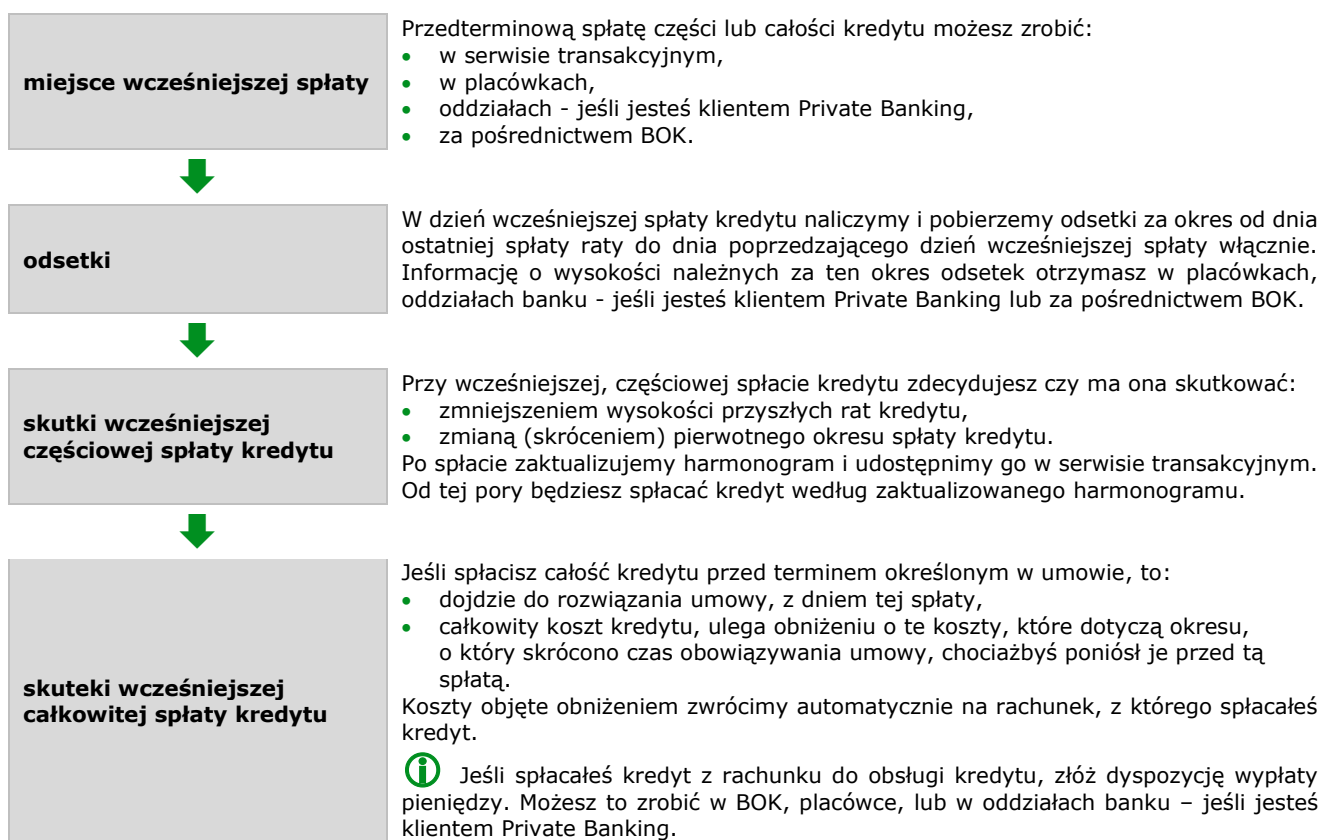 miejsce wcześniejszej spłaty
Przedterminową spłatę części lub całości kredytu możesz zrobić:
• w serwisie transakcyjnym,
• w placówkach,
• oddziałach - jeśli jesteś klientem Private Banking,
• za pośrednictwem BOK.
odsetki
W dzień wcześniejszej spłaty kredytu naliczymy i pobierzemy odsetki za okres od dnia
ostatniej spłaty raty do dnia poprzedzającego dzień wcześniejszej spłaty włącznie.
Informację o wysokości należnych za ten okres odsetek otrzymasz w placówkach,
oddziałach banku - jeśli jesteś klientem Private Banking lub za pośrednictwem BOK.
skutki wcześniejszej
częściowej spłaty kredytu
Przy wcześniejszej, częściowej spłacie kredytu zdecydujesz czy ma ona skutkować:
• zmniejszeniem wysokości przyszłych rat kredytu,
• zmianą (skróceniem) pierwotnego okresu spłaty kredytu.
Po spłacie zaktualizujemy harmonogram i udostępnimy go w serwisie transakcyjnym.
Od tej pory będziesz spłacać kredyt według zaktualizowanego harmonogramu.
skuteki wcześniejszej
całkowitej spłaty kredytu
Jeśli spłacisz całość kredytu przed terminem określonym w umowie, to:
• dojdzie do rozwiązania umowy, z dniem tej spłaty,
• całkowity koszt kredytu, ulega obniżeniu o te koszty, które dotyczą okresu,
o który skrócono czas obowiązywania umowy, chociażbyś poniósł je przed tą
spłatą.
Koszty objęte obniżeniem zwrócimy automatycznie na rachunek, z którego spłacałeś
kredyt.
Jeśli spłacałeś kredyt z rachunku do obsługi kredytu, złóż dyspozycję wypłaty
pieniędzy. Możesz to zrobić w BOK, placówce, lub w oddziałach banku – jeśli jesteś
klientem Private Banking.